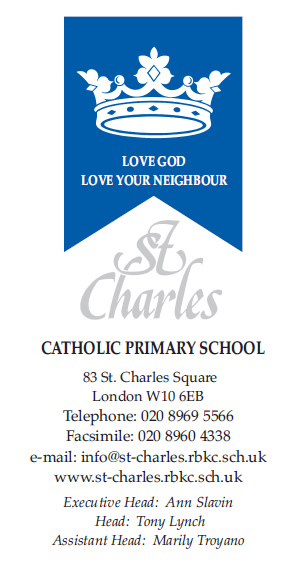 LOVE GOD
LOVE YOUR NEIGHBOUR
St
Charles
CATHOLIC PRIMARY SCHOOL
83 St. Charles Square
London W10 6EB
Telephone: 020 8969 5566
Facsimile: 020 8960 4338
e-mail: info@st-charles.rbkc.sch.uk
www.st-charles.rbkc.sch.uk
Executive Head: Ann Slavin
Head: Tony Lynch
Assistant Head: Marily Troyano